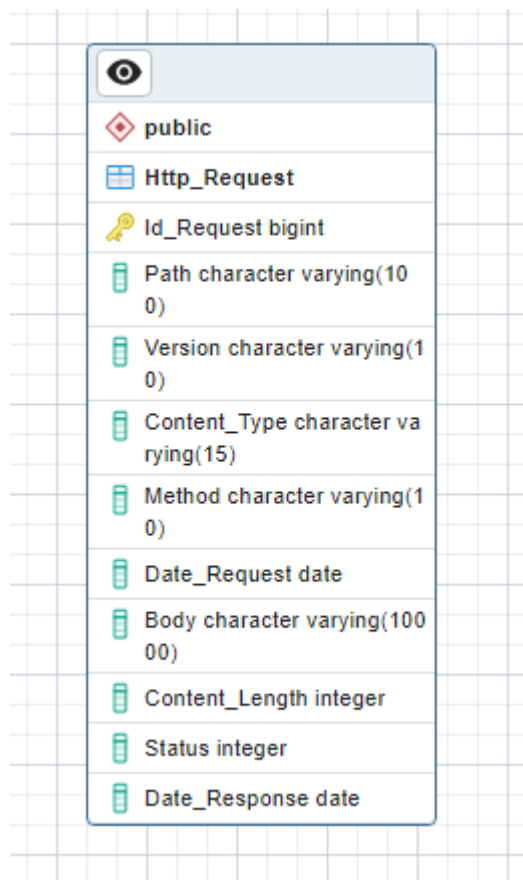 public
Http_Request
Id_Request bigint
Path character varying(10
0)
Version character varying(1
0)
Content_Type character va
rying(15)
Method character varying(1
0)
Date_Request date
Body character varying(100
00)
Content_Length integer
Status integer
Date_Response date